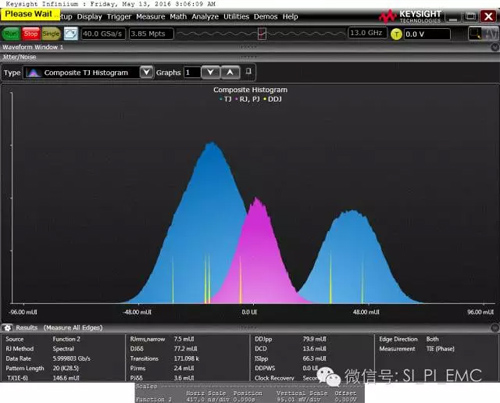 Keysight Infiniium : Friday, May 13, 2016 3:06:09 AM
Please Wait
tup Display Trigger Measure Math Analyze Utilities Demos Help
KEYSIGHT
TECHNOLOGIES
Run Stop Single 40.0 GSa/s 3.85 Mpts 13.0 GHz T 0.0 V
Waveform Window 1
Jitter/Noise
Type Composite TJ Histogram Graphs 1
Composite Histogram
TJ RJ, PJ DDJ
-96.00 mUI -48.00 mUI 0.0 UI 48.00 mUI 96.00 mUI
Results (Measure All Edges)
Source Function 2 RJrms,narrow 7.5 mUI DDJpp 79.9 mUI Edge Direction Both
RJ Method Spectral DJδδ 77.2 mUI DCD 13.6 mUI Measurement TIE (Phase)
Data Rate 5.999803 Gb/s Transitions 171.098 k ISIpp 66.3 mUI
Pattern Length 20 (K28.5) PJrms 2.4 mUI DDPWS 0.0 UI
TJ(1E-6) 146.6 mUI PJδδ 3.6 mUI Clock Recovery
微信号: SI_PI_EMC
Scales
Horiz Scale Position Vertical Scale Offset
Function 2 417.0 ns/div 0.000s 0.000V